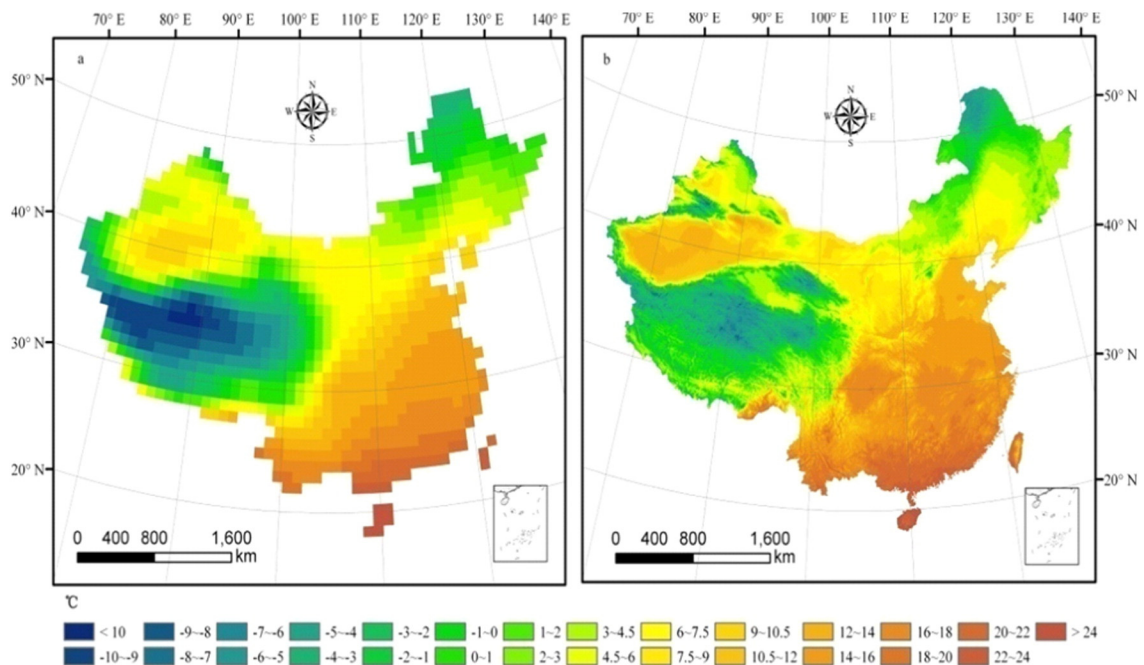 70° E 80° E 90° E 100° E 110° E 120° E 130° E 140° E
70° E 80° E 90° E 100° E 110° E 120° E 130° E 140° E
a
b
N
W E
S
N
W E
S
50° N
40° N
30° N
20° N
50° N
40° N
30° N
20° N
0 400 800 1,600
km
0 400 800 1,600
km
℃
< 10 -9~-8 -7~-6 -5~-4 -3~-2 -1~0 1~2 3~4.5 6~7.5 9~10.5 12~14 16~18 20~22 > 24
-10~-9 -8~-7 -6~-5 -4~-3 -2~-1 0~1 2~3 4.5~6 7.5~9 10.5~12 14~16 18~20 22~24